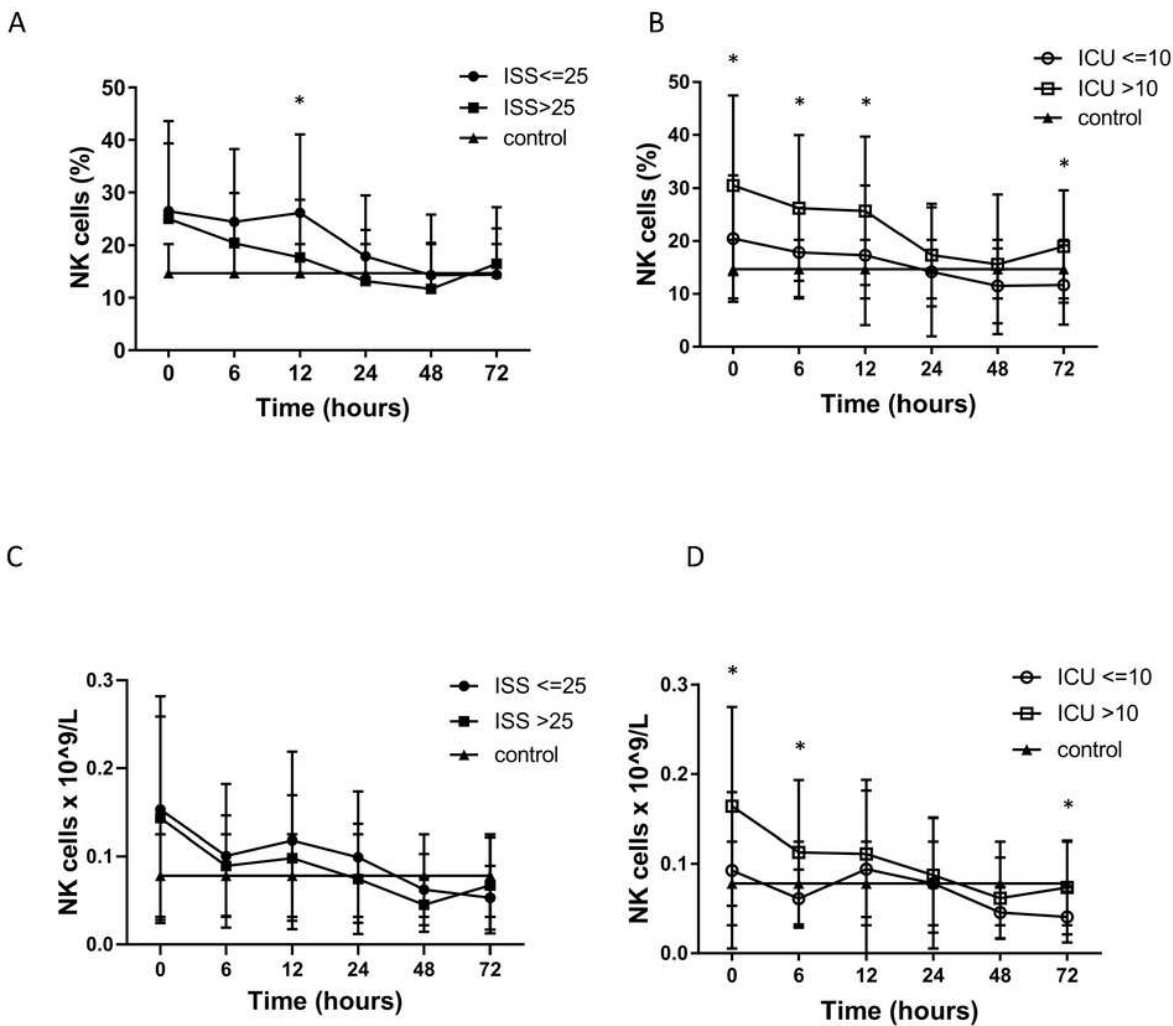 A
ISS<=25
ISS>25
control
*
50
40
30
20
10
0
NK cells (%)
0 6 12 24 48 72
Time (hours)
B
ICU <=10
ICU >10
control
* * * *
50
40
30
20
10
0
NK cells (%)
0 6 12 24 48 72
Time (hours)
C
ISS <=25
ISS >25
control
0.3
0.2
0.1
0.0
NK cells x 10^9/L
0 6 12 24 48 72
Time (hours)
D
ICU <=10
ICU >10
control
* * *
0.3
0.2
0.1
0.0
NK cells x 10^9/L
0 6 12 24 48 72
Time (hours)